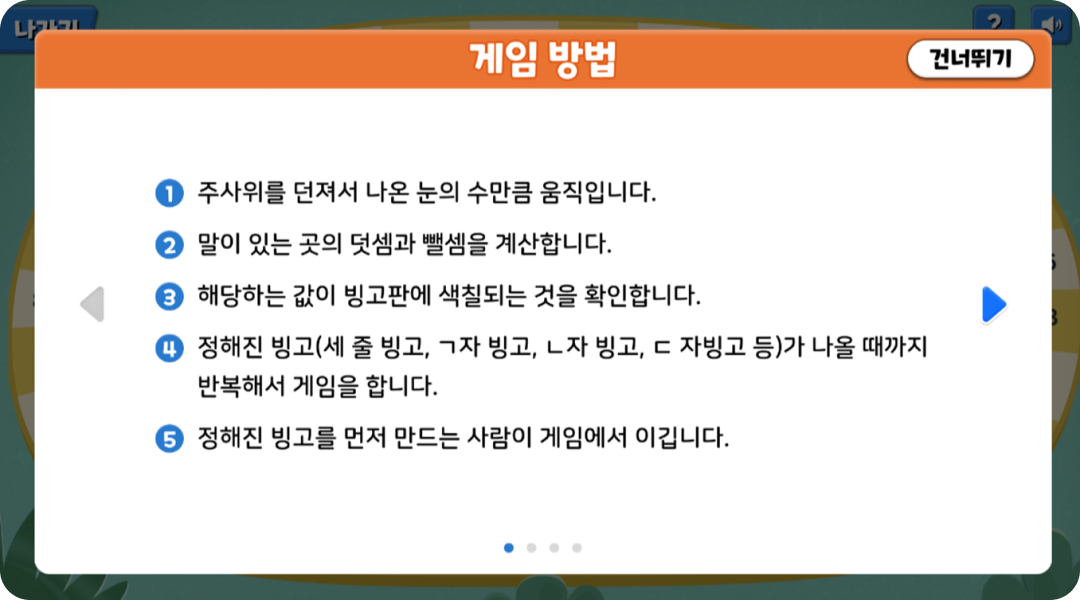 나가기
?
게임 방법
건너뛰기
1 주사위를 던져서 나온 눈의 수만큼 움직입니다.
2 말이 있는 곳의 덧셈과 뺄셈을 계산합니다.
3 해당하는 값이 빙고판에 색칠되는 것을 확인합니다.
4 정해진 빙고(세 줄 빙고, ㄱ자 빙고, ㄴ자 빙고, ㄷ 자빙고 등)가 나올 때까지
반복해서 게임을 합니다.
5 정해진 빙고를 먼저 만드는 사람이 게임에서 이깁니다.